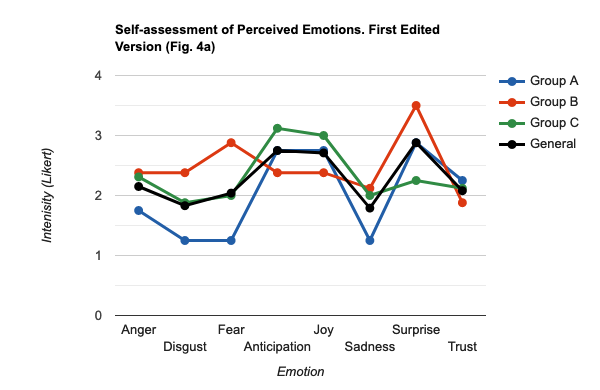 Self-assessment of Perceived Emotions. First Edited
Version (Fig. 4a)
4
3
2
1
0
Intenisity (Likert)
Group A
Group B
Group C
General
Anger
Disgust
Fear
Anticipation
Joy
Sadness
Surprise
Trust
Emotion